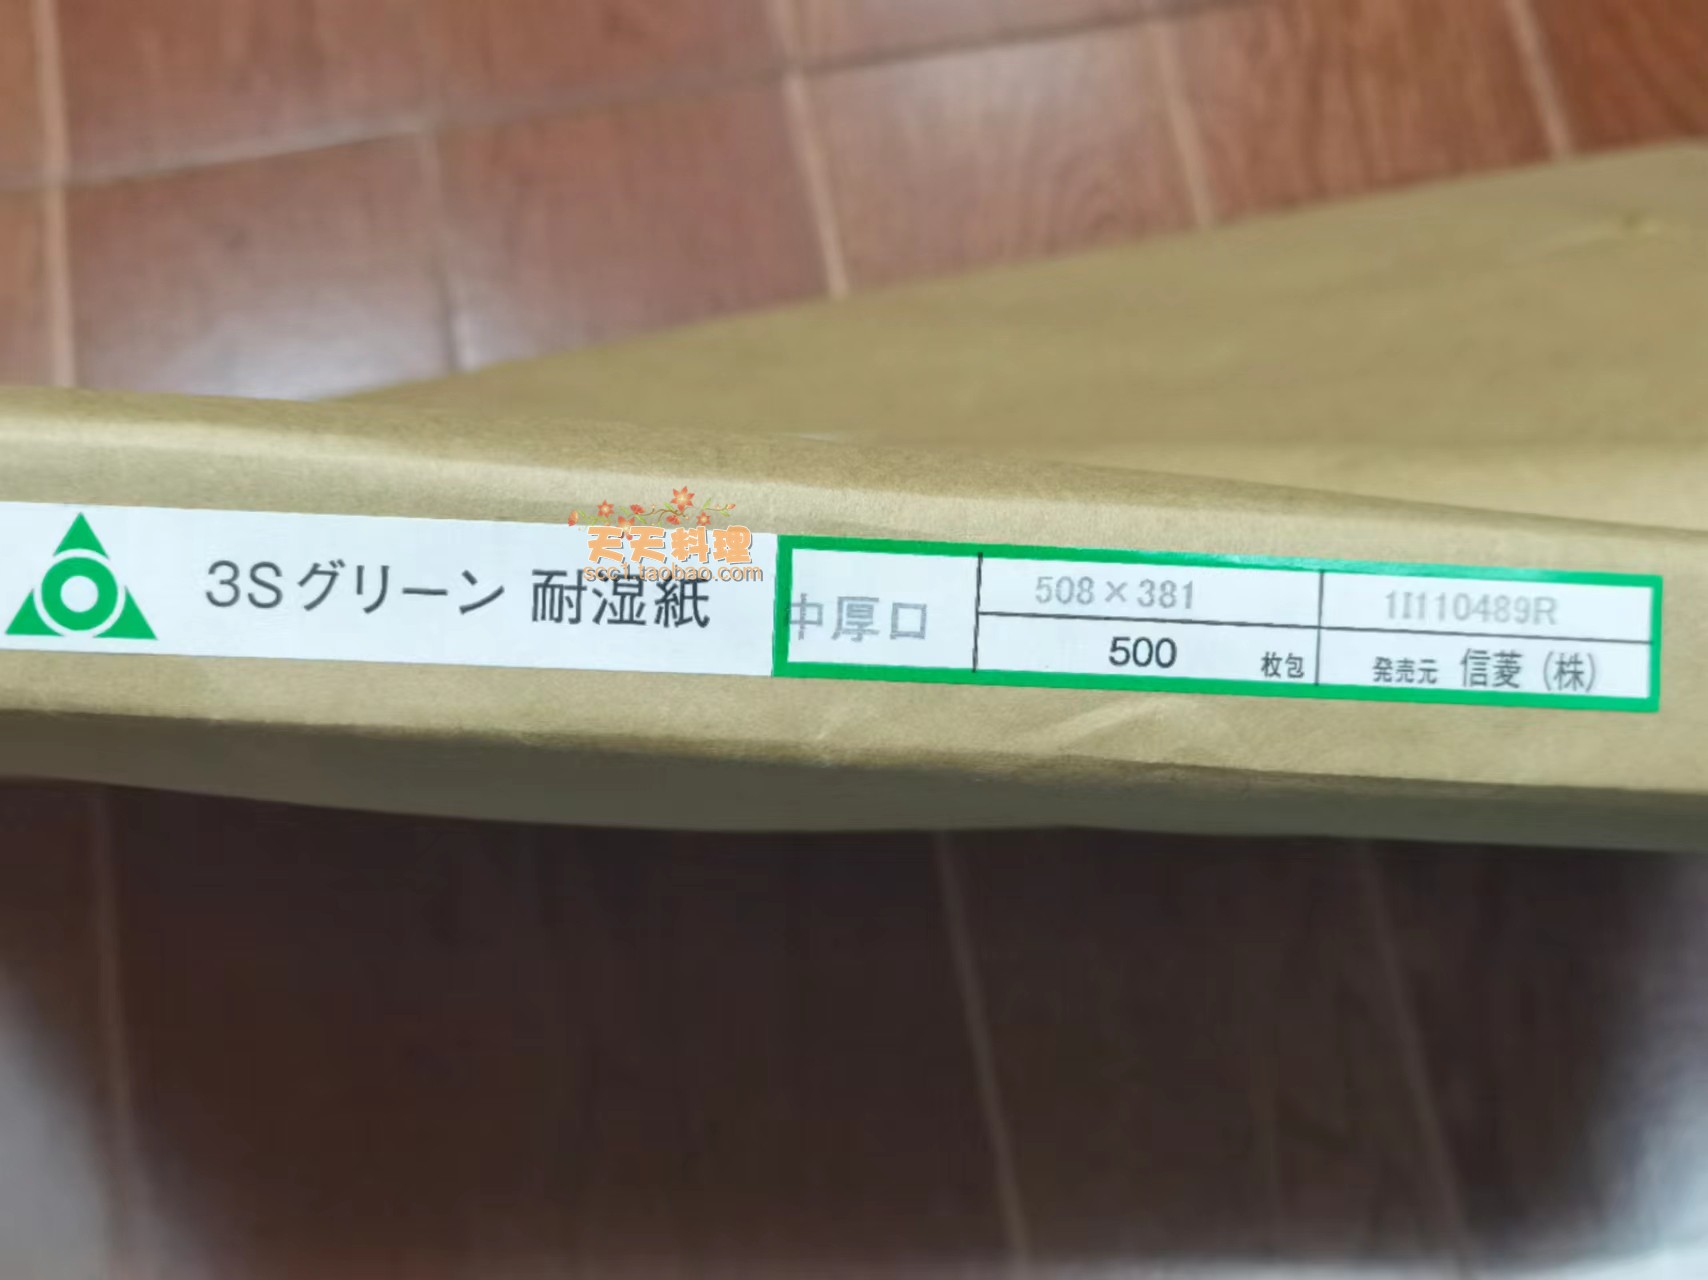 天天料理
scc1.taobao.com
3Sグリーン 耐湿紙
中厚口
508×381
1I110489R
500 枚包
発売元 信菱(株)